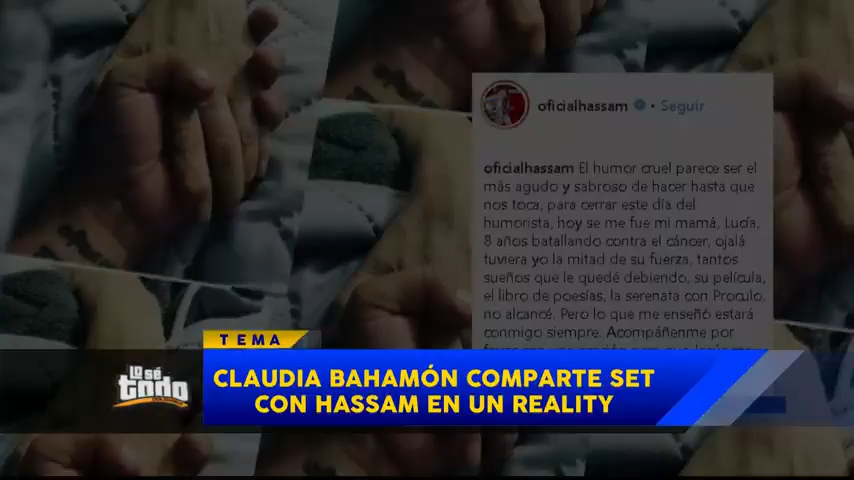 oficialhassam • Seguir
oficialhassam El humor cruel parece ser el
más agudo y sabroso de hacer hasta que
nos toca, para cerrar este día del
humorista, hoy se me fue mi mamá, Lucía,
8 años batallando contra el cáncer, ojalá
tuviera yo la mitad de su fuerza, tantos
sueños que le quedé debiendo, su película,
el libro de poesías, la serenata con Proculo,
no alcancé. Pero lo que me enseñó estará
conmigo siempre. Acompáñenme por
TEMA
Lo sé
todo
CLAUDIA BAHAMÓN COMPARTE SET
CON HASSAM EN UN REALITY